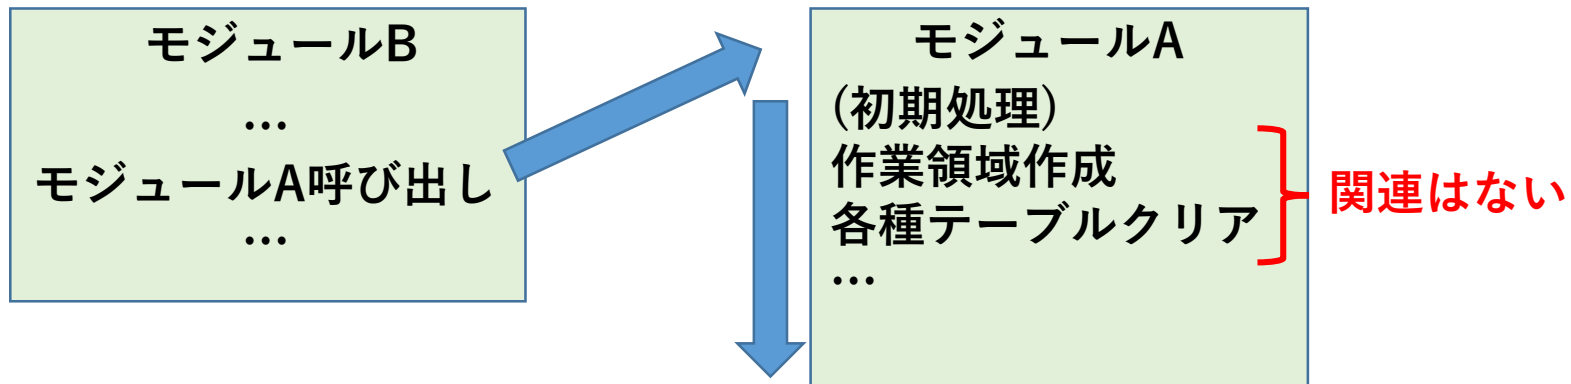 モジュールB
…
モジュールA呼び出し
…
モジュールA
(初期処理)
作業領域作成
各種テーブルクリア
…
関連はない